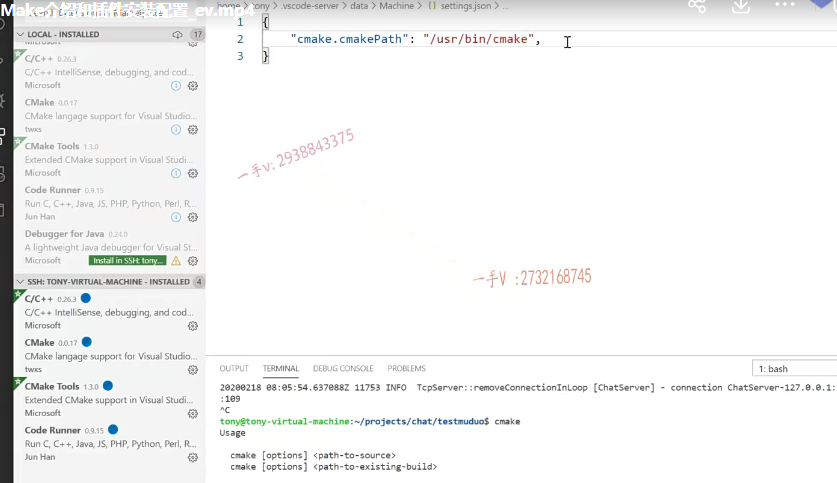 Make介绍和插件安装配置_ev.mp4
home > tony > .vscode-server > data > Machine > {} settings.json > ...
LOCAL - INSTALLED 17
Microsoft
C/C++ 0.26.3
C/C++ IntelliSense, debugging, and cod...
Microsoft
CMake 0.0.17
CMake langage support for Visual Studio...
twxs
CMake Tools 1.3.0
Extended CMake support in Visual Studio...
Microsoft
Code Runner 0.9.15
Run C, C++, Java, JS, PHP, Python, Perl, R...
Jun Han
Debugger for Java 0.24.0
A lightweight Java debugger for Visual St...
Microsoft Install in SSH: tony...
SSH: TONY-VIRTUAL-MACHINE - INSTALLED 4
C/C++ 0.26.3
C/C++ IntelliSense, debugging, and cod...
Microsoft
CMake 0.0.17
CMake langage support for Visual Studio...
twxs
CMake Tools 1.3.0
Extended CMake support in Visual Studio...
Microsoft
Code Runner 0.9.15
Run C, C++, Java, JS, PHP, Python, Perl, R...
Jun Han
1 {
2 "cmake.cmakePath": "/usr/bin/cmake",
3 }
一手v: 2938843375
一手V :2732168745
OUTPUT TERMINAL DEBUG CONSOLE PROBLEMS 1: bash
20200218 08:05:54.637088Z 11753 INFO TcpServer::removeConnectionInLoop [ChatServer] - connection ChatServer-127.0.0.1:
:109
^C
tony@tony-virtual-machine:~/projects/chat/testmuduo$ cmake
Usage
cmake [options] <path-to-source>
cmake [options] <path-to-existing-build>